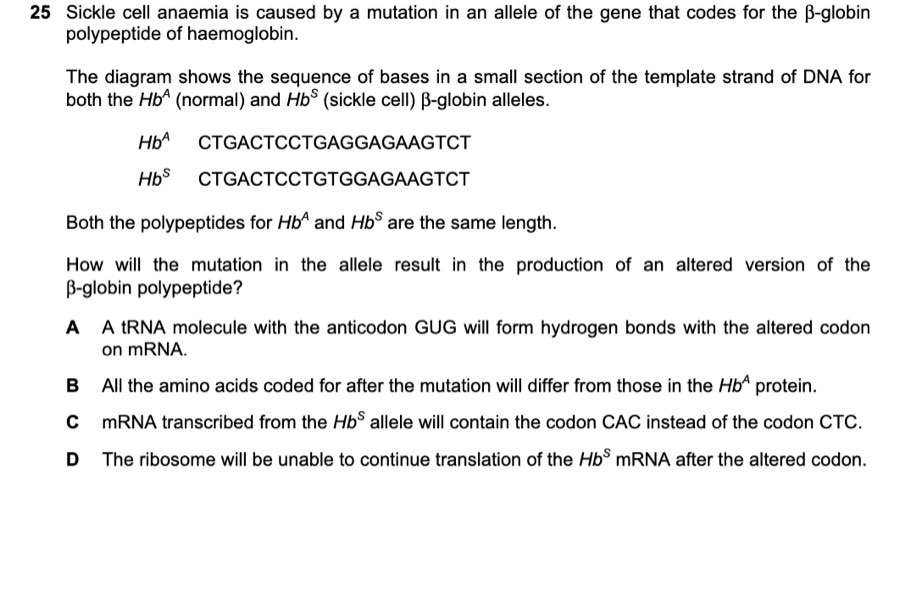 25 Sickle cell anaemia is caused by a mutation in an allele of the gene that codes for the β-globin
polypeptide of haemoglobin.
The diagram shows the sequence of bases in a small section of the template strand of DNA for
both the Hbᴬ (normal) and Hbˢ (sickle cell) β-globin alleles.
Hbᴬ CTGACTCCTGAGGAGAAGTCT
Hbˢ CTGACTCCTGTGGAGAAGTCT
Both the polypeptides for Hbᴬ and Hbˢ are the same length.
How will the mutation in the allele result in the production of an altered version of the
β-globin polypeptide?
A A tRNA molecule with the anticodon GUG will form hydrogen bonds with the altered codon
on mRNA.
B All the amino acids coded for after the mutation will differ from those in the Hbᴬ protein.
C mRNA transcribed from the Hbˢ allele will contain the codon CAC instead of the codon CTC.
D The ribosome will be unable to continue translation of the Hbˢ mRNA after the altered codon.